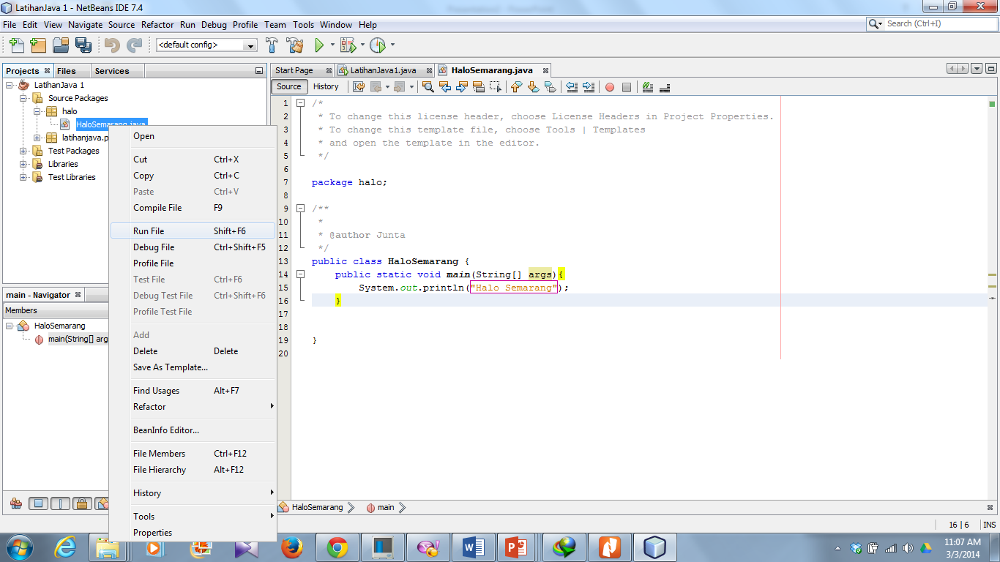 LatihanJava 1 - NetBeans IDE 7.4
File Edit View Navigate Source Refactor Run Debug Profile Team Tools Window Help
Search (Ctrl+I)
<default config>
Projects Files Services
Start Page LatihanJava1.java HaloSemarang.java
Source History
LatihanJava 1
Source Packages
halo
HaloSemarang.java
latihanjava.p
Test Packages
Libraries
Test Libraries
main - Navigator
Members
HaloSemarang
main(String[] arg
Open
Cut Ctrl+X
Copy Ctrl+C
Paste Ctrl+V
Compile File F9
Run File Shift+F6
Debug File Ctrl+Shift+F5
Profile File
Test File Ctrl+F6
Debug Test File Ctrl+Shift+F6
Profile Test File
Add
Delete Delete
Save As Template...
Find Usages Alt+F7
Refactor
BeanInfo Editor...
File Members Ctrl+F12
File Hierarchy Alt+F12
History
Tools
Properties
1 /*
2 * To change this license header, choose License Headers in Project Properties.
3 * To change this template file, choose Tools | Templates
4 * and open the template in the editor.
5 */
6
7 package halo;
8
9 /**
10 *
11 * @author Junta
12 */
13 public class HaloSemarang {
14 public static void main(String[] args){
15 System.out.println("Halo Semarang");
16 }
17
18
19 }
20
HaloSemarang main
16 | 6 INS
11:07 AM
3/3/2014